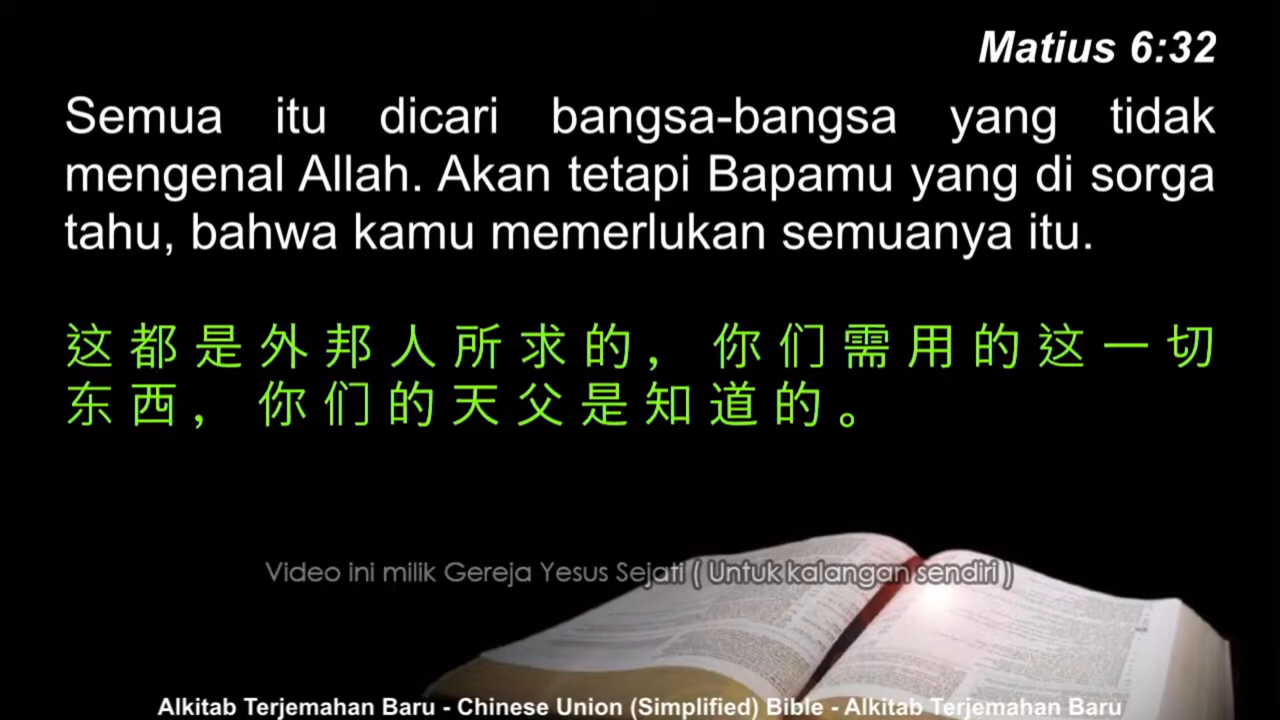 Matius 6:32
Semua itu dicari bangsa-bangsa yang tidak
mengenal Allah. Akan tetapi Bapamu yang di sorga
tahu, bahwa kamu memerlukan semuanya itu.
这都是外邦人所求的，你们需用的这一切
东西，你们的天父是知道的。
Video ini milik Gereja Yesus Sejati ( Untuk kalangan sendiri )
Alkitab Terjemahan Baru - Chinese Union (Simplified) Bible - Alkitab Terjemahan Baru